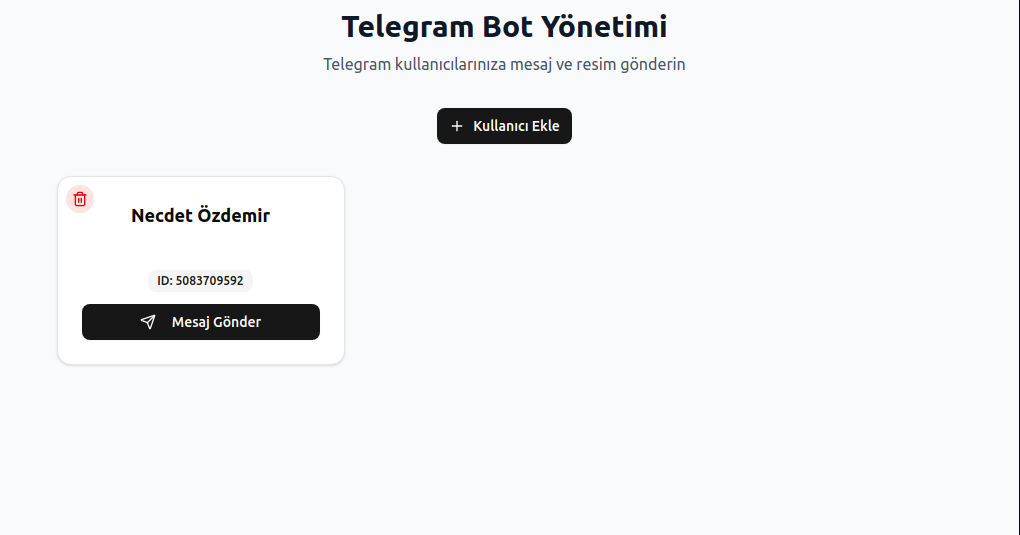 Telegram Bot Yönetimi
Telegram kullanıcılarınıza mesaj ve resim gönderin
Kullanıcı Ekle
Necdet Özdemir
ID: 5083709592
Mesaj Gönder